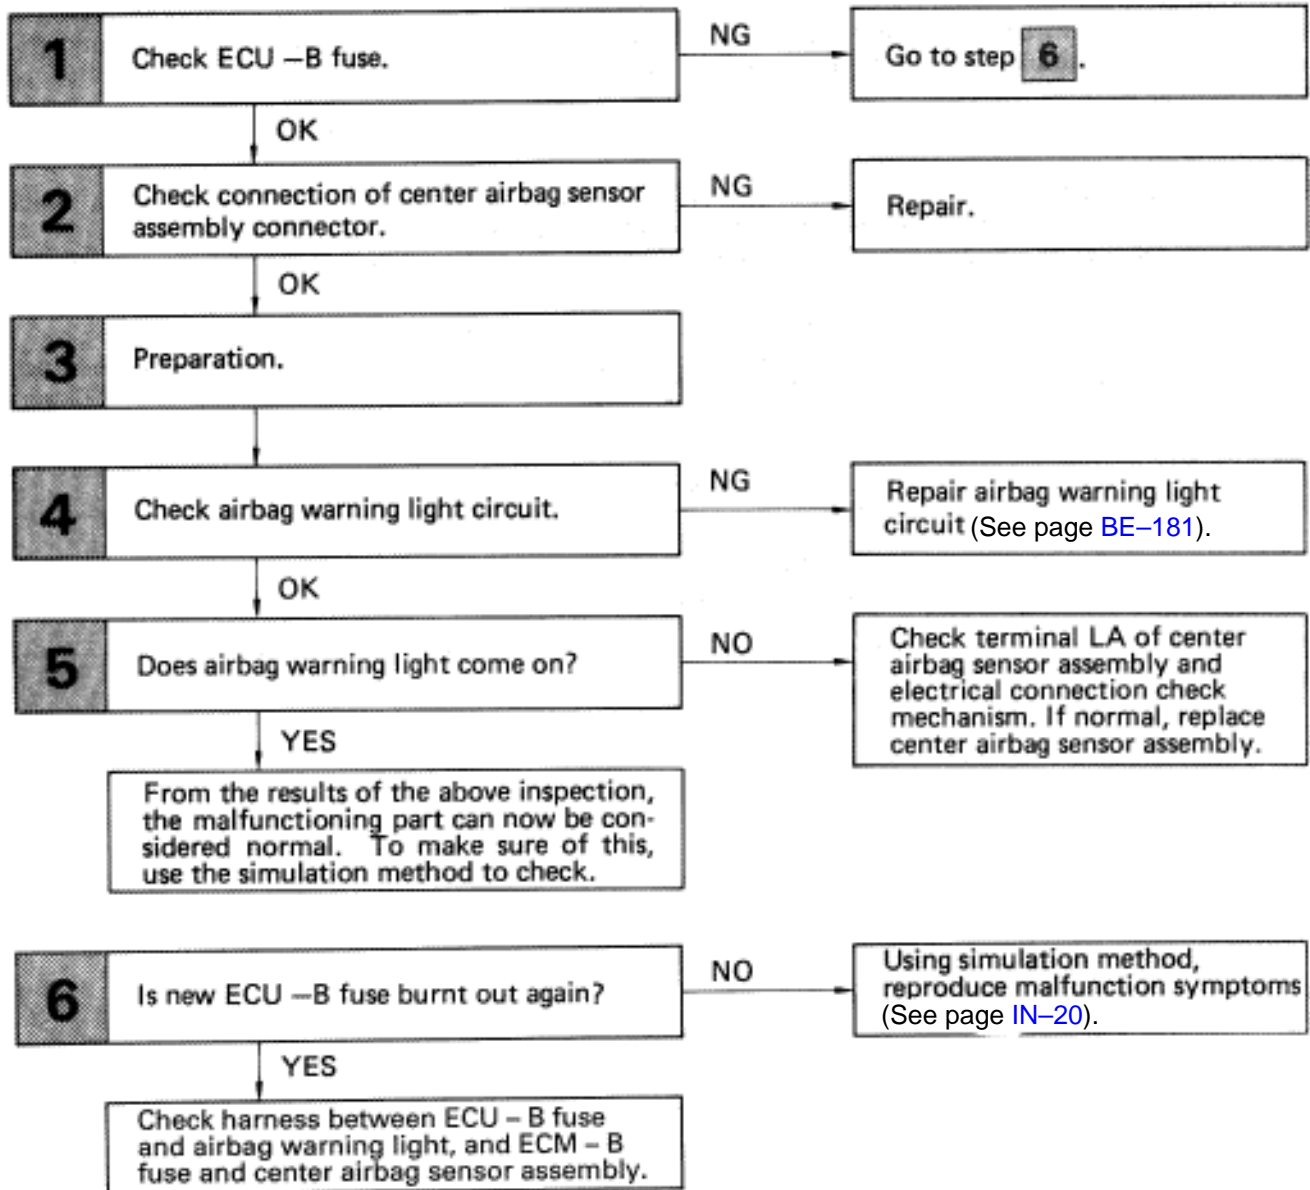 1
Check ECU —B fuse.
NG
Go to step 6.
OK
2
Check connection of center airbag sensor
assembly connector.
NG
Repair.
OK
3
Preparation.
4
Check airbag warning light circuit.
NG
Repair airbag warning light
circuit (See page BE–181).
OK
5
Does airbag warning light come on?
NO
Check terminal LA of center
airbag sensor assembly and
electrical connection check
mechanism. If normal, replace
center airbag sensor assembly.
YES
From the results of the above inspection,
the malfunctioning part can now be con-
sidered normal. To make sure of this,
use the simulation method to check.
6
Is new ECU —B fuse burnt out again?
NO
Using simulation method,
reproduce malfunction symptoms
(See page IN–20).
YES
Check harness between ECU – B fuse
and airbag warning light, and ECM – B
fuse and center airbag sensor assembly.